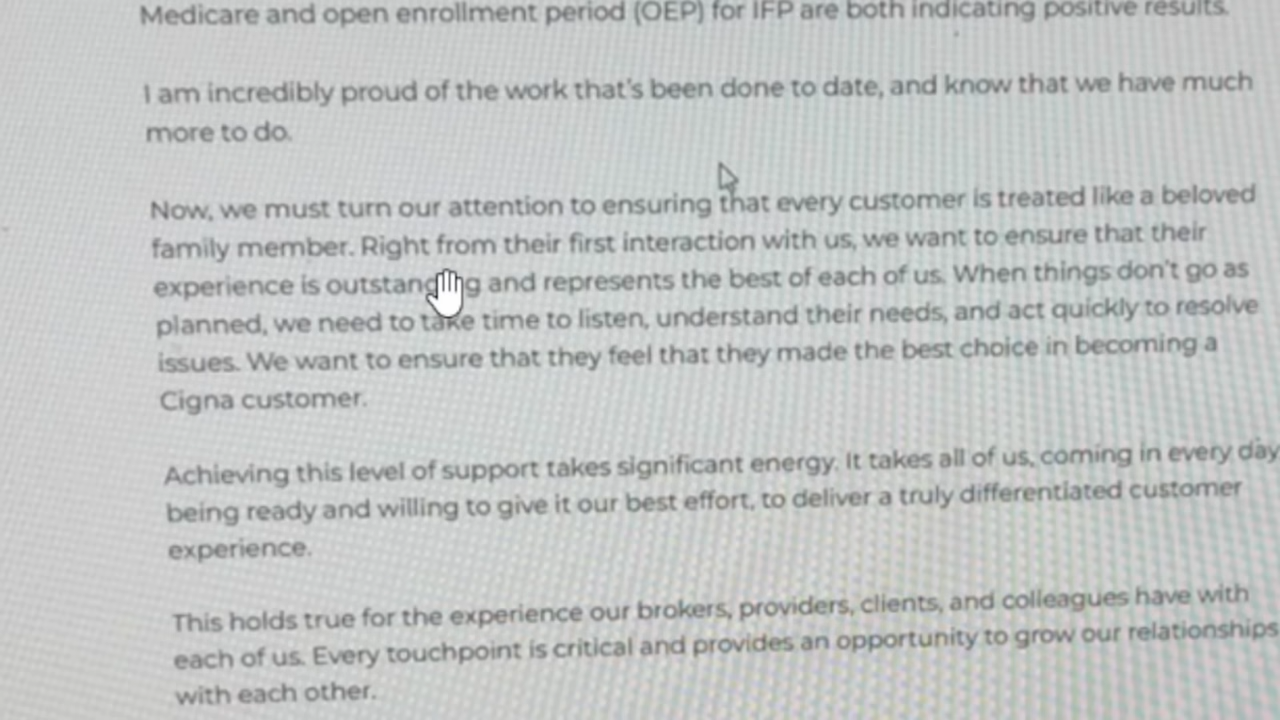 Medicare and open enrollment period (OEP) for IFP are both indicating positive results.
I am incredibly proud of the work that's been done to date, and know that we have much
more to do.
Now, we must turn our attention to ensuring that every customer is treated like a beloved
family member. Right from their first interaction with us, we want to ensure that their
experience is outstanding and represents the best of each of us. When things don't go as
planned, we need to take time to listen, understand their needs, and act quickly to resolve
issues. We want to ensure that they feel that they made the best choice in becoming a
Cigna customer.
Achieving this level of support takes significant energy. It takes all of us, coming in every day
being ready and willing to give it our best effort, to deliver a truly differentiated customer
experience.
This holds true for the experience our brokers, providers, clients, and colleagues have with
each of us. Every touchpoint is critical and provides an opportunity to grow our relationships
with each other.